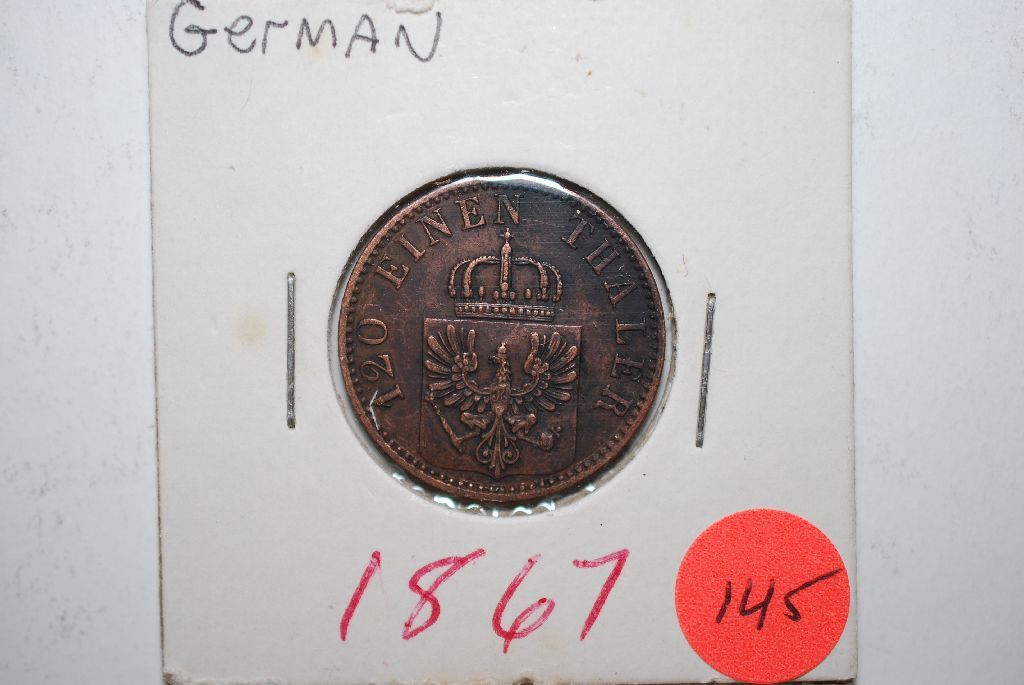 GerMAN
120 EINEN THALER
1867
145